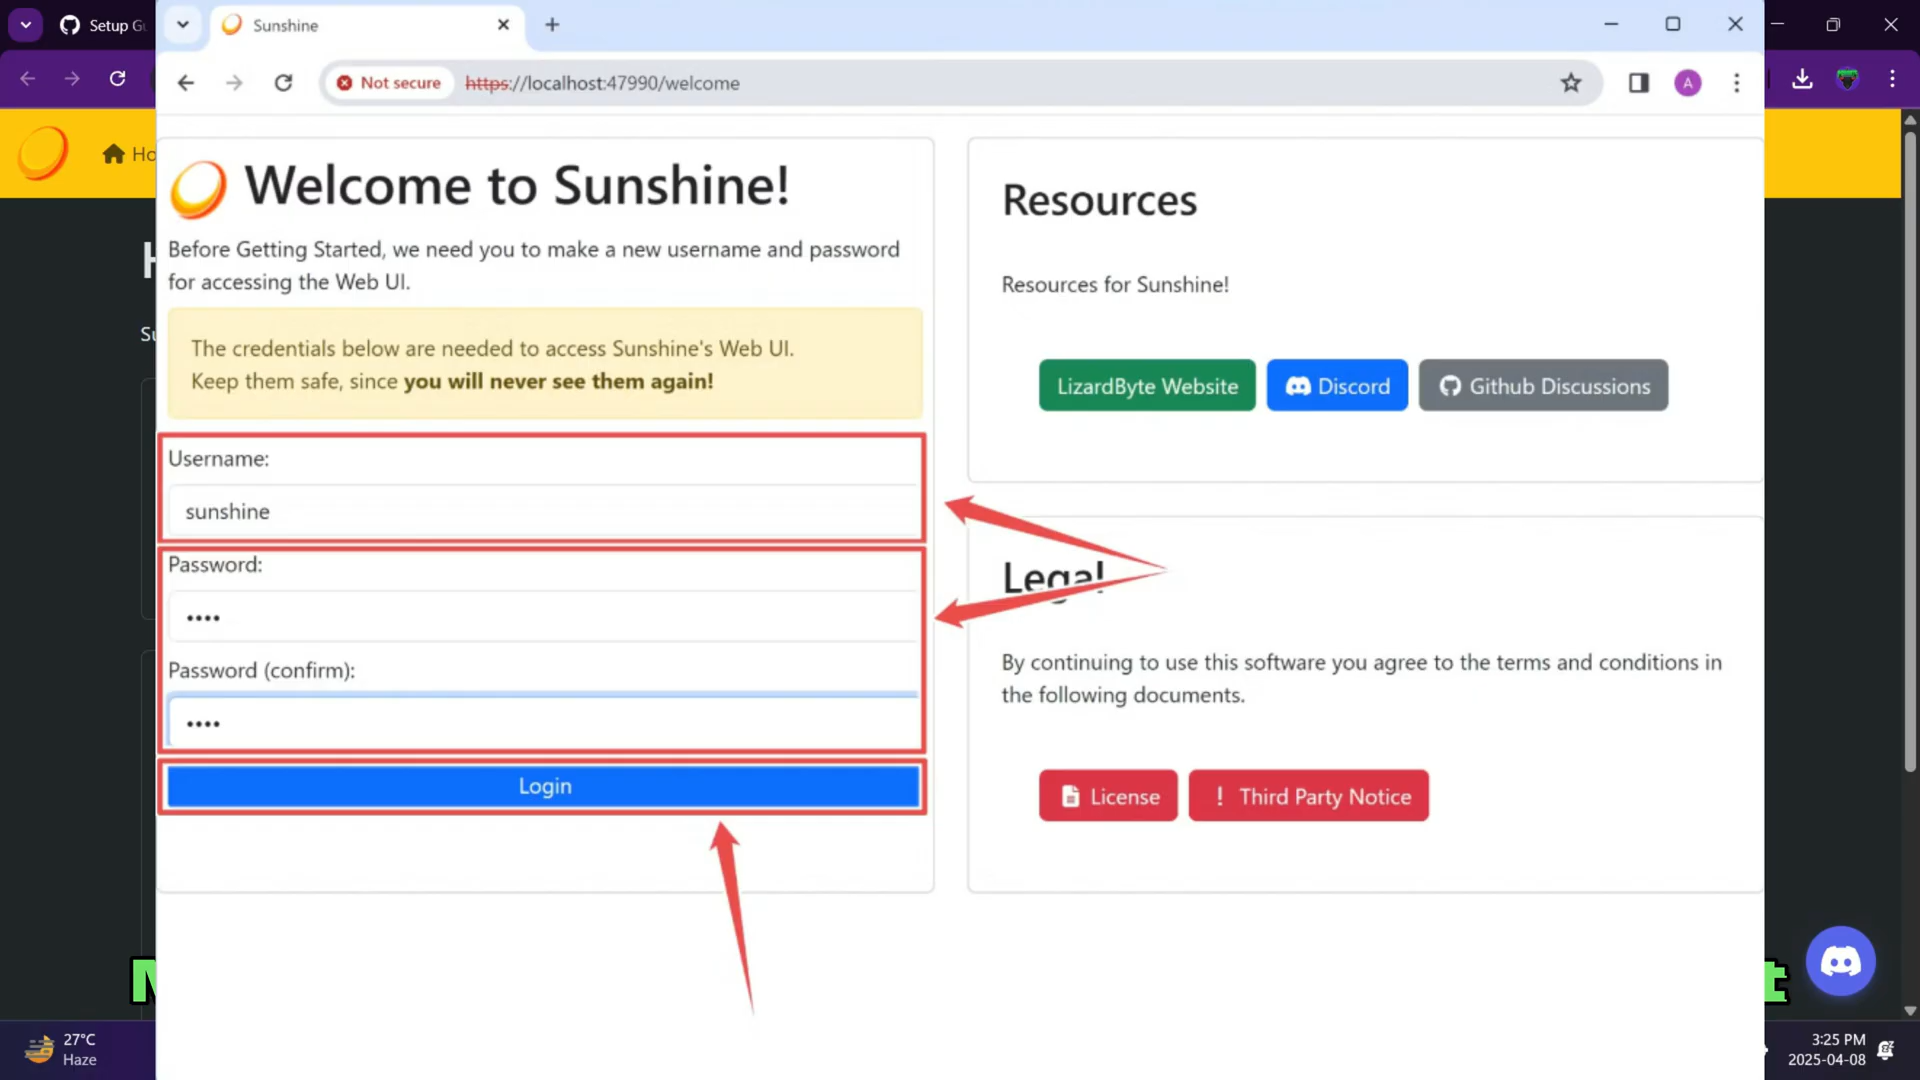 Setup Gu
Sunshine
Not secure
https://localhost:47990/welcome
A
Ho
Welcome to Sunshine!
Before Getting Started, we need you to make a new username and password
for accessing the Web UI.
The credentials below are needed to access Sunshine's Web UI.
Keep them safe, since you will never see them again!
Username:
sunshine
Password:
••••
Password (confirm):
••••
Login
Resources
Resources for Sunshine!
LizardByte Website
Discord
Github Discussions
Legal
By continuing to use this software you agree to the terms and conditions in
the following documents.
License
! Third Party Notice
27°C
Haze
3:25 PM
2025-04-08